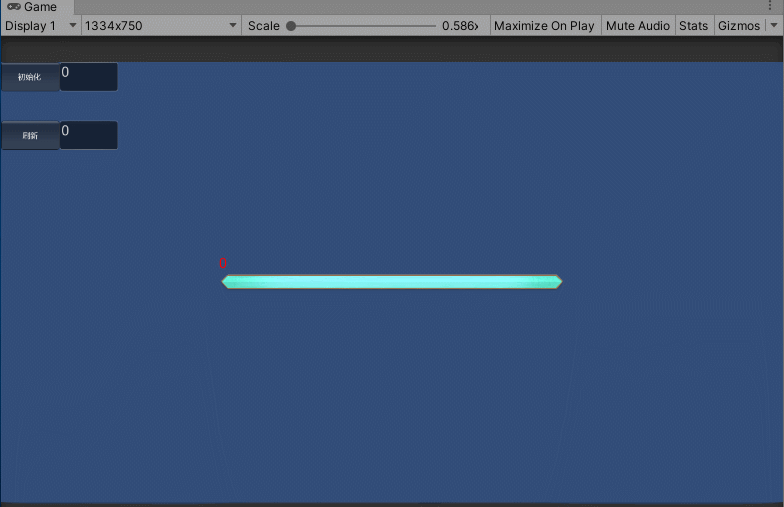 Game
Display 1 1334x750 Scale 0.586x Maximize On Play Mute Audio Stats Gizmos
初始化 0
刷新 0